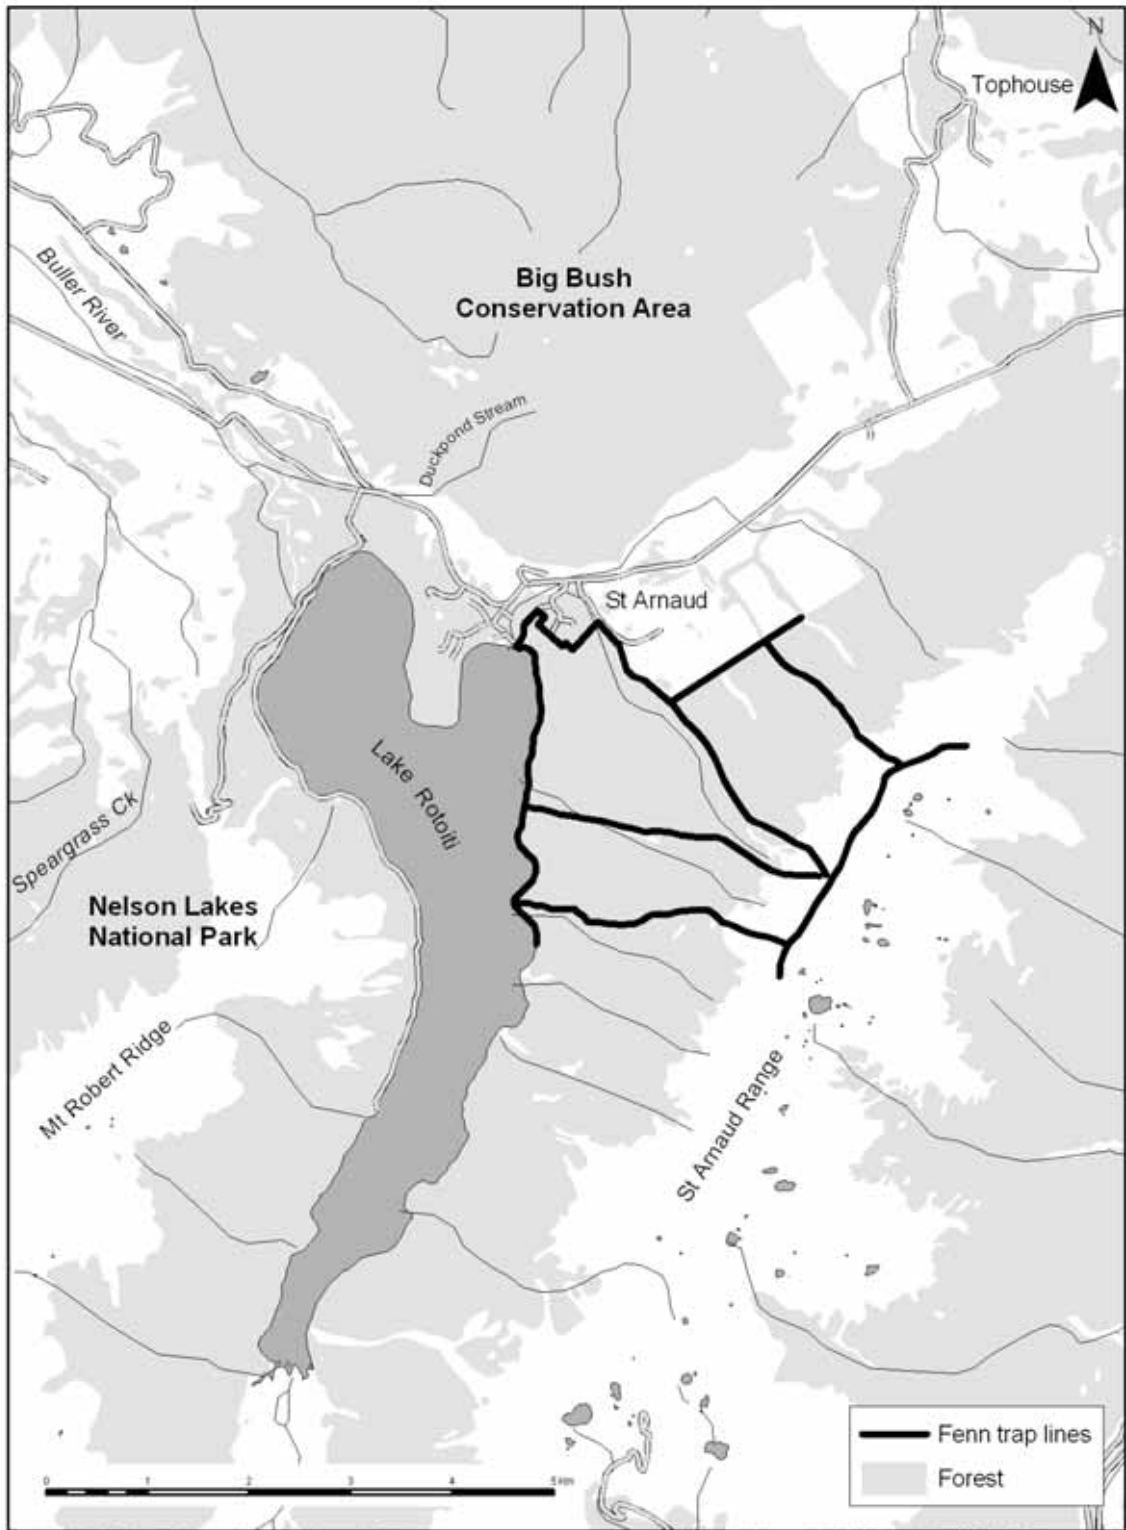 N
Tophouse
Buller River
Big Bush
Conservation Area
Duckpond Stream
St Arnaud
Lake Rotoiti
Speargrass Ck
Nelson Lakes
National Park
Mt Robert Ridge
St Arnaud Range
Fenn trap lines
Forest
0 1 2 3 4 5 Km